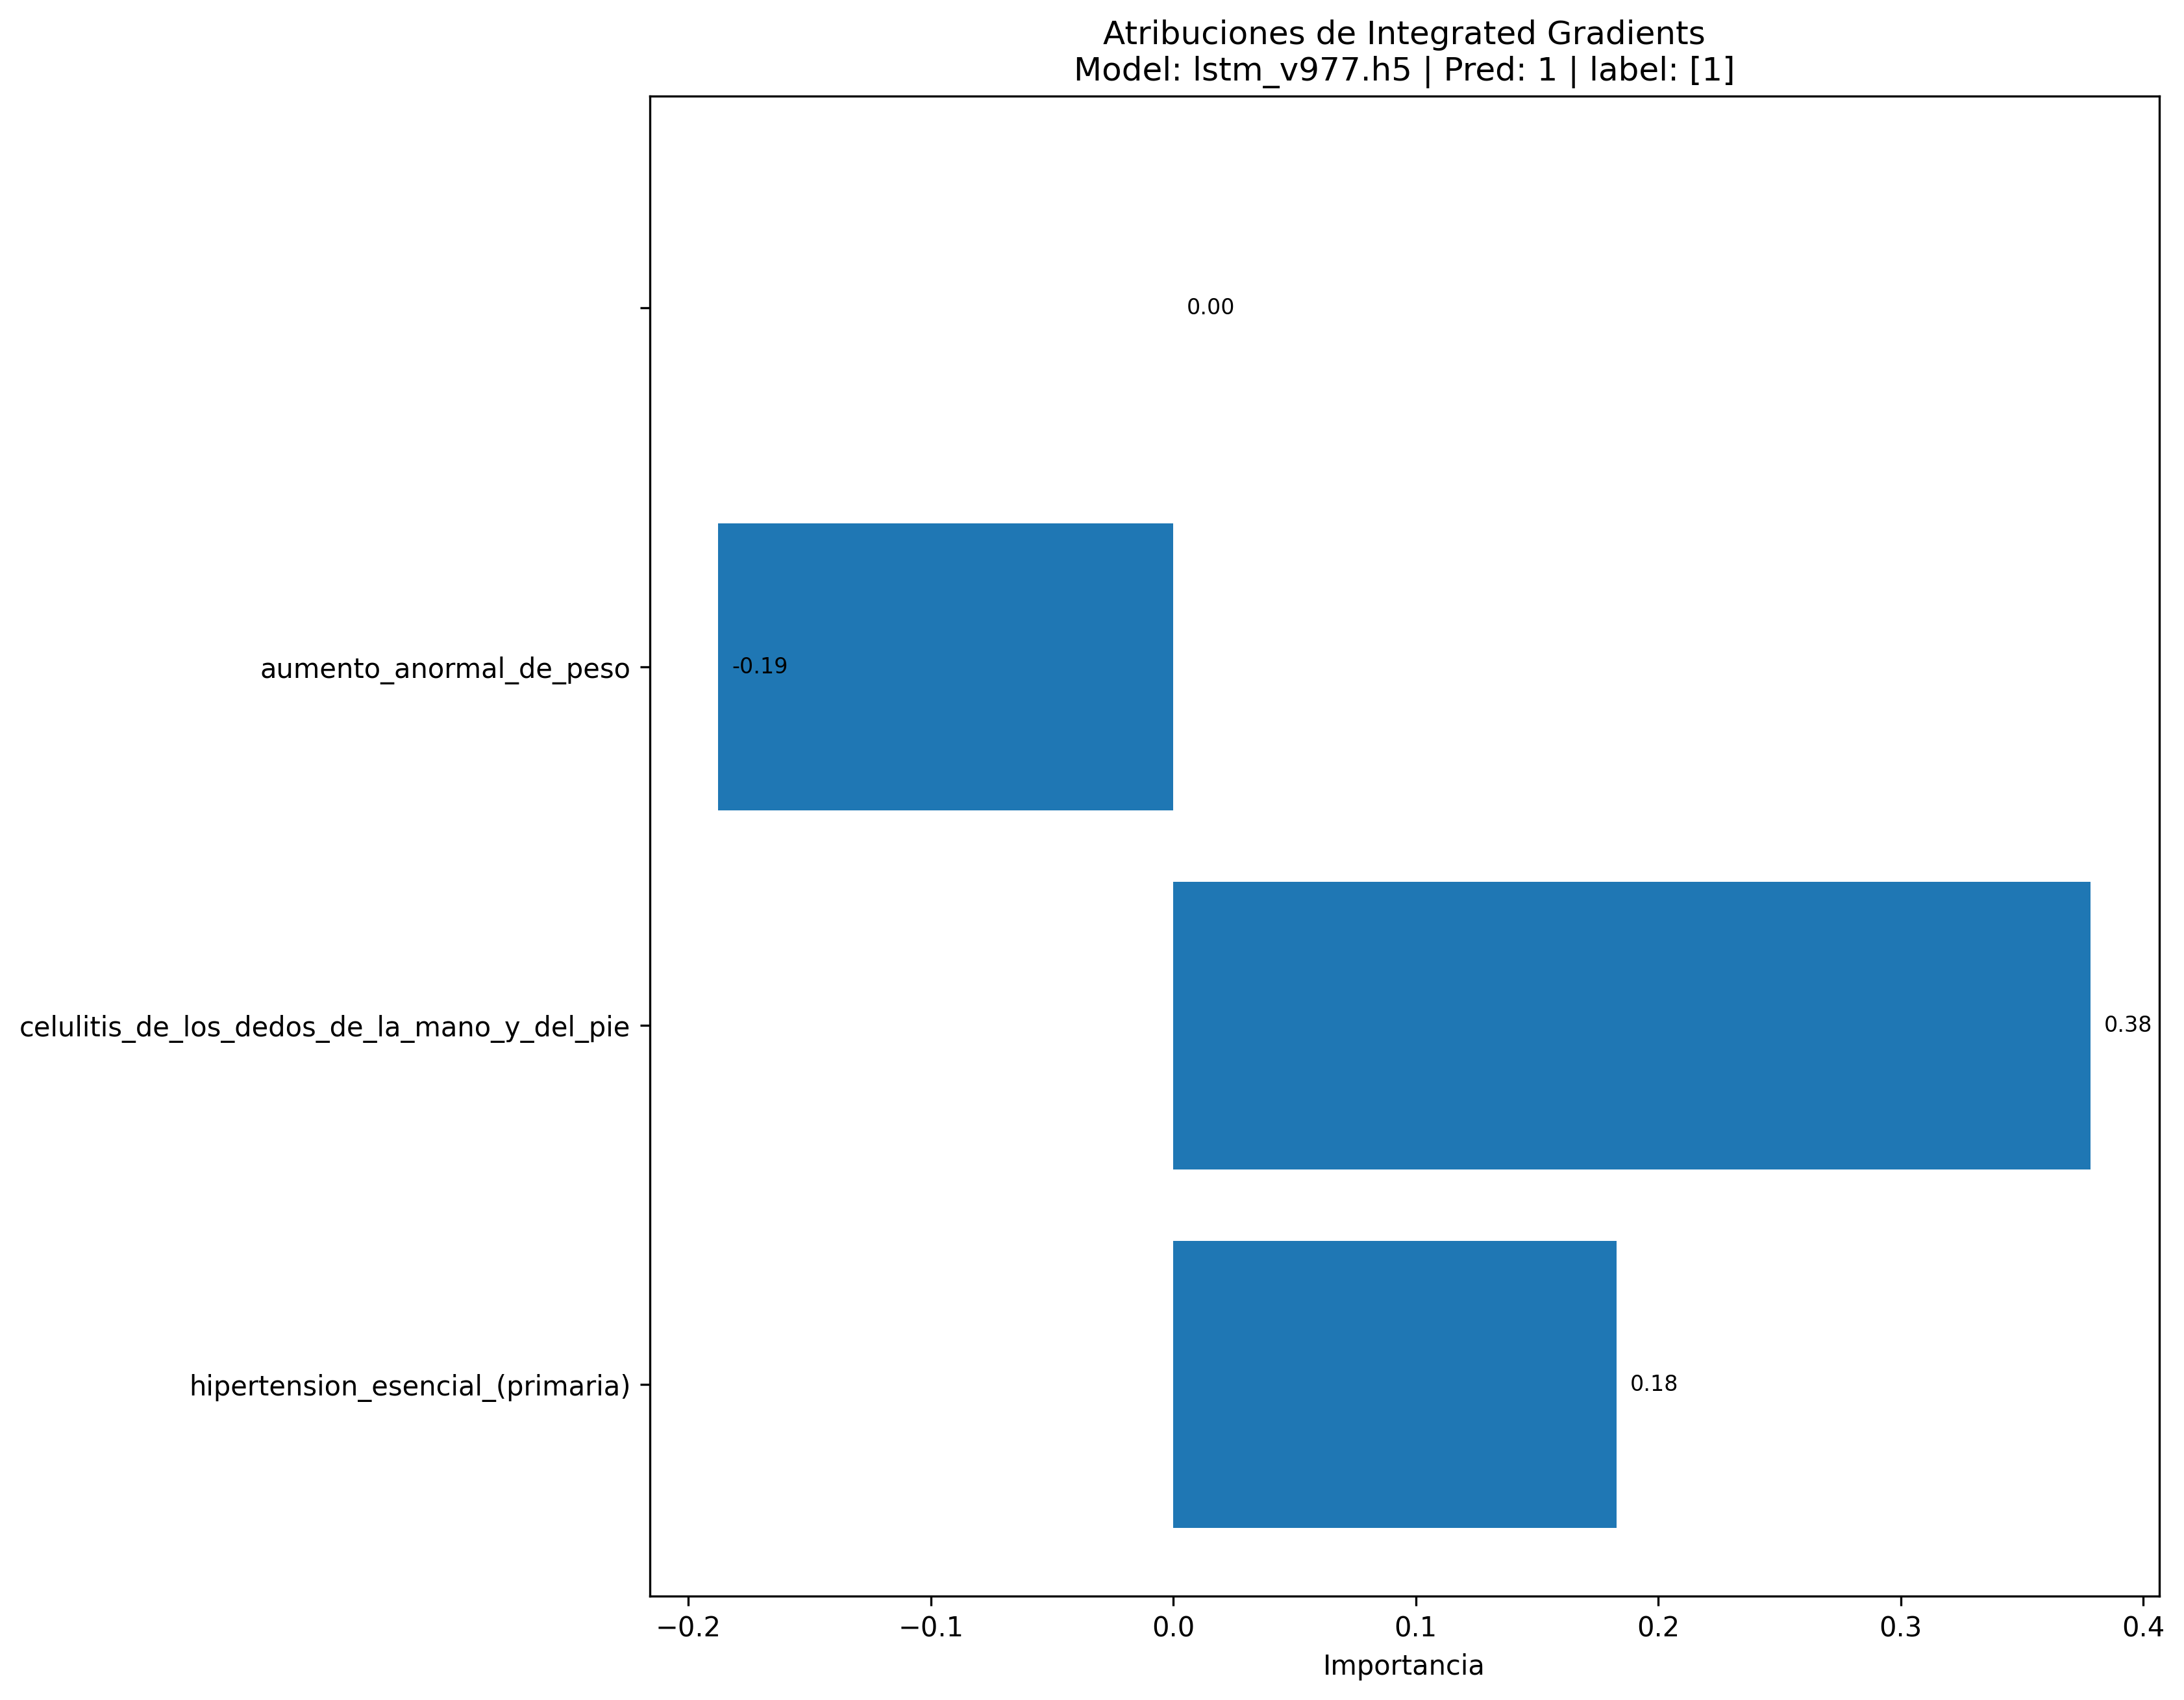 Atribuciones de Integrated Gradients
Model: lstm_v977.h5 | Pred: 1 | label: [1]
0.00
aumento_anormal_de_peso
-0.19
celulitis_de_los_dedos_de_la_mano_y_del_pie
0.38
hipertension_esencial_(primaria)
0.18
−0.2 −0.1 0.0 0.1 0.2 0.3 0.4
Importancia